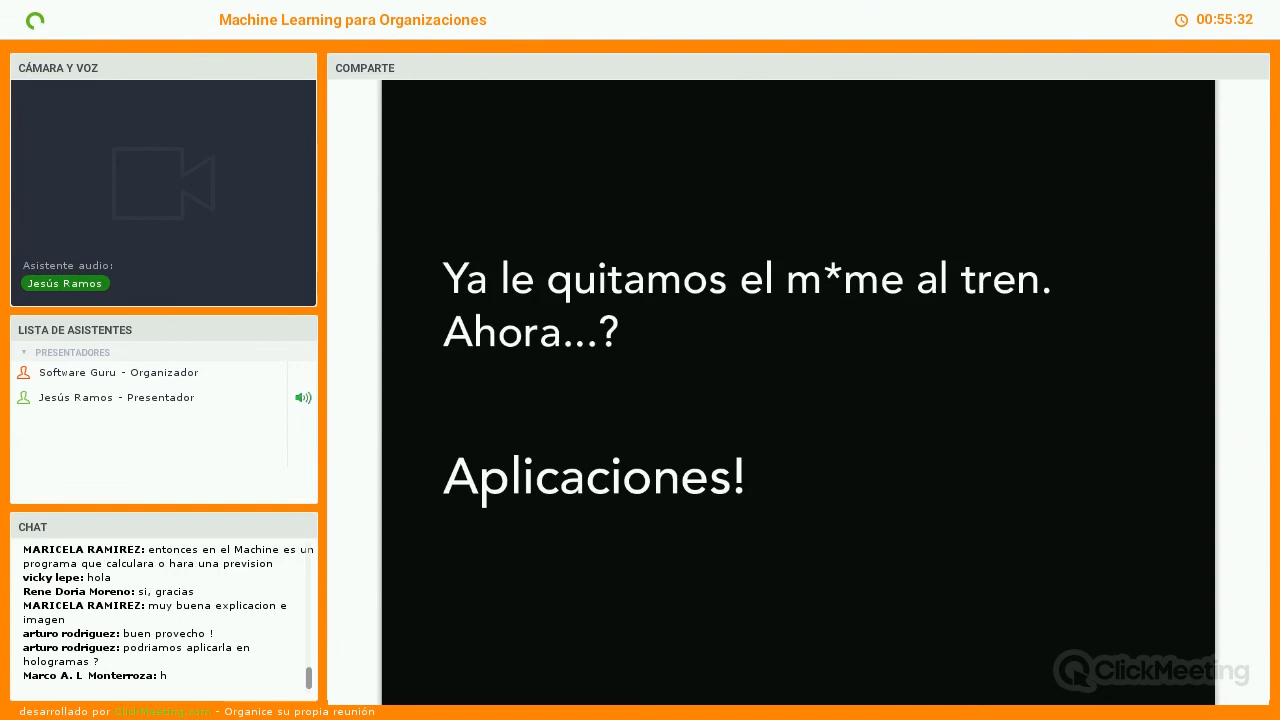 Machine Learning para Organizaciones
00:55:32
CÁMARA Y VOZ
Asistente audio:
Jesús Ramos
LISTA DE ASISTENTES
PRESENTADORES
Software Guru - Organizador
Jesús Ramos - Presentador
CHAT
MARICELA RAMIREZ: entonces en el Machine es un
programa que calculara o hara una prevision
vicky lepe: hola
Rene Doria Moreno: si, gracias
MARICELA RAMIREZ: muy buena explicacion e
imagen
arturo rodriguez: buen provecho !
arturo rodriguez: podriamos aplicarla en
hologramas ?
Marco A. L Monterroza: h
COMPARTE
Ya le quitamos el m*me al tren.
Ahora...?
Aplicaciones!
ClickMeeting
desarrollado por ClickMeeting.com - Organice su propia reunión